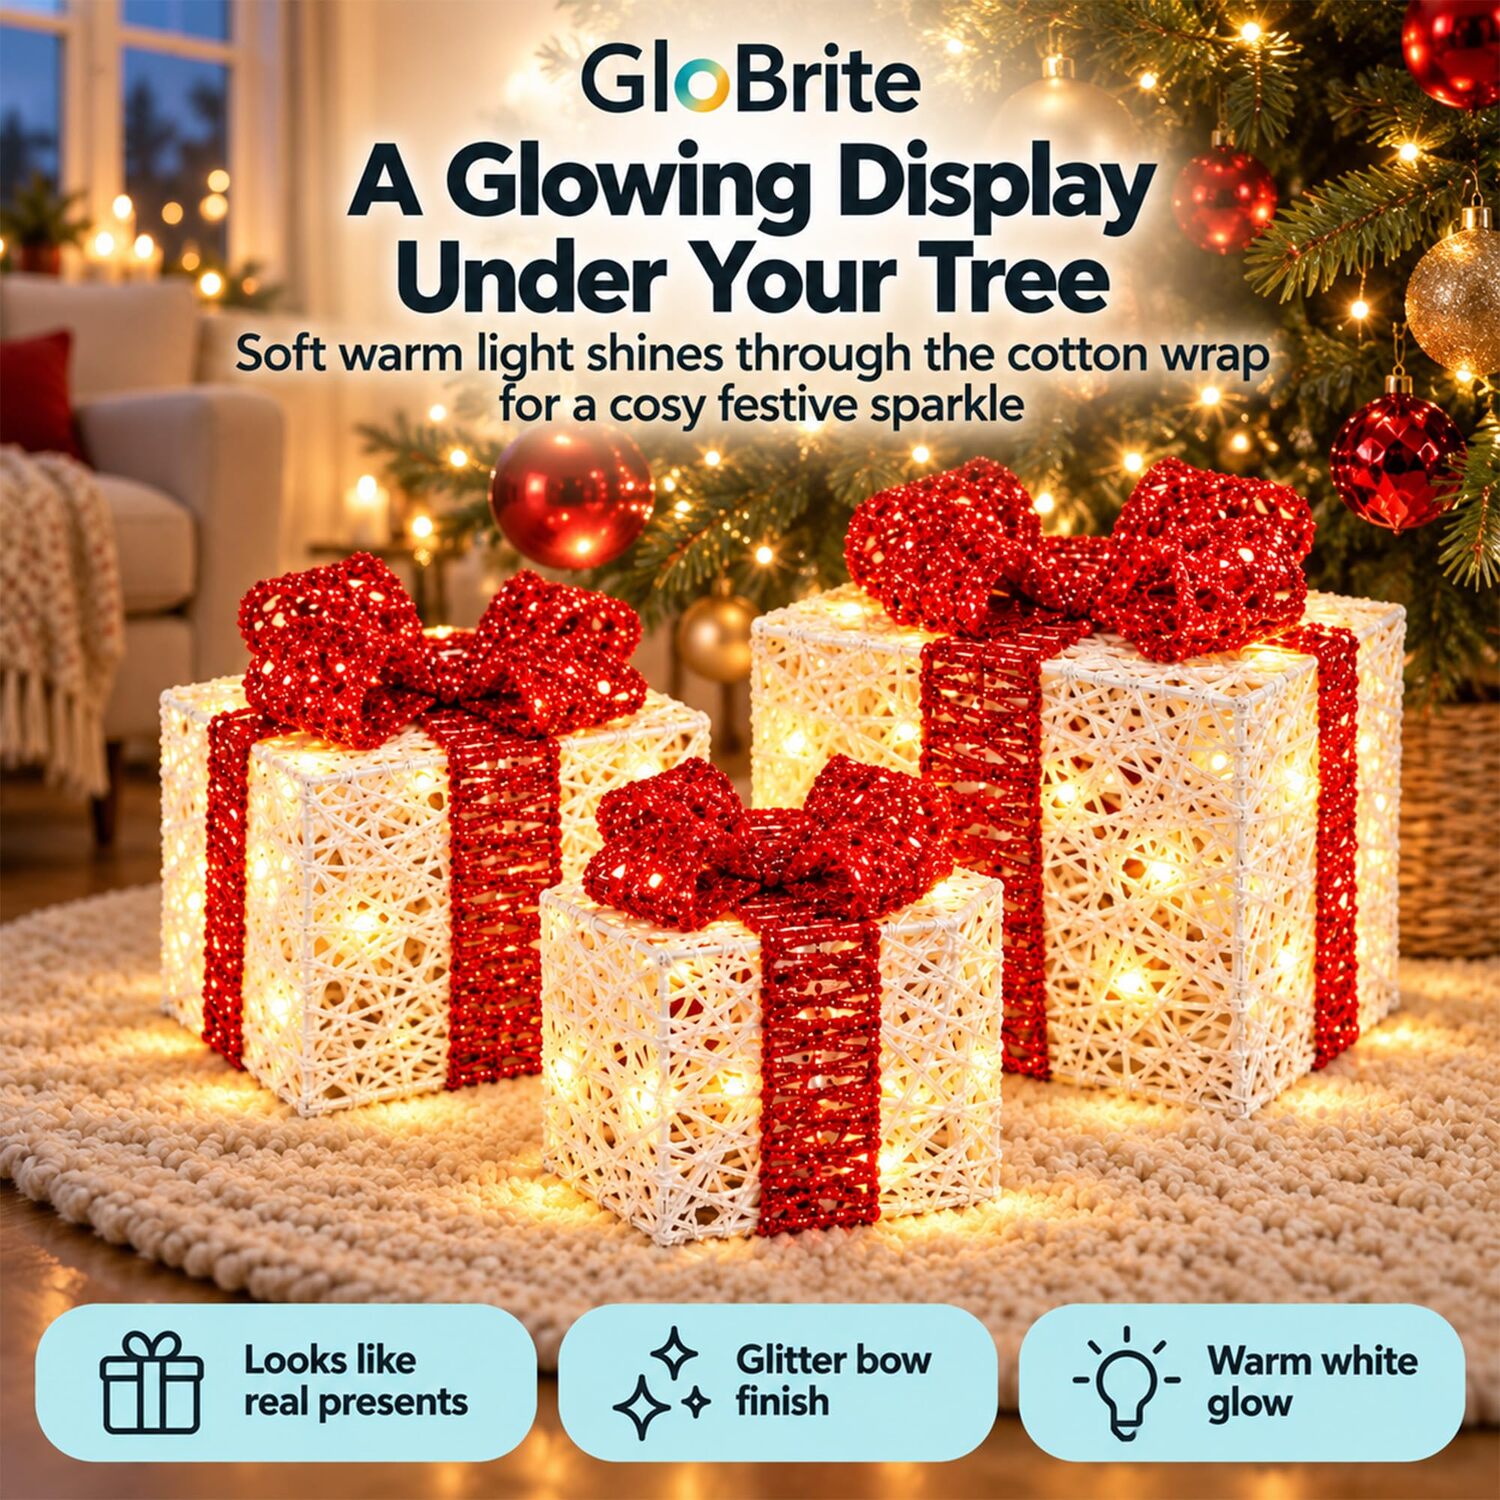 GloBrite
A Glowing Display
Under Your Tree
Soft warm light shines through the cotton wrap
for a cosy festive sparkle
Looks like
real presents
Glitter bow
finish
Warm white
glow